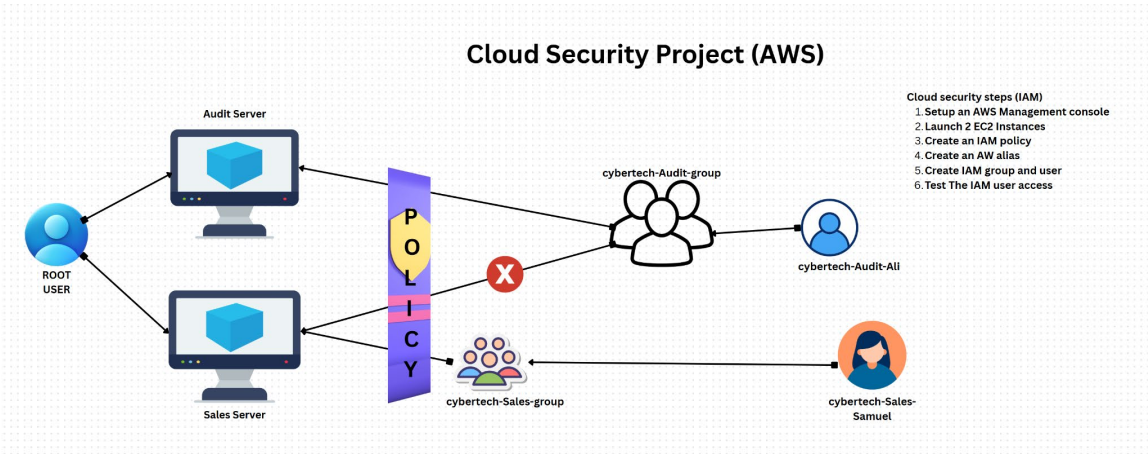 Cloud Security Project (AWS)
Cloud security steps (IAM)
1. Setup an AWS Management console
2. Launch 2 EC2 Instances
3. Create an IAM policy
4. Create an AW alias
5. Create IAM group and user
6. Test The IAM user access
Audit Server
cybertech-Audit-group
P
O
L
I
C
Y
X
cybertech-Audit-Ali
ROOT
USER
Sales Server
cybertech-Sales-group
cybertech-Sales-
Samuel